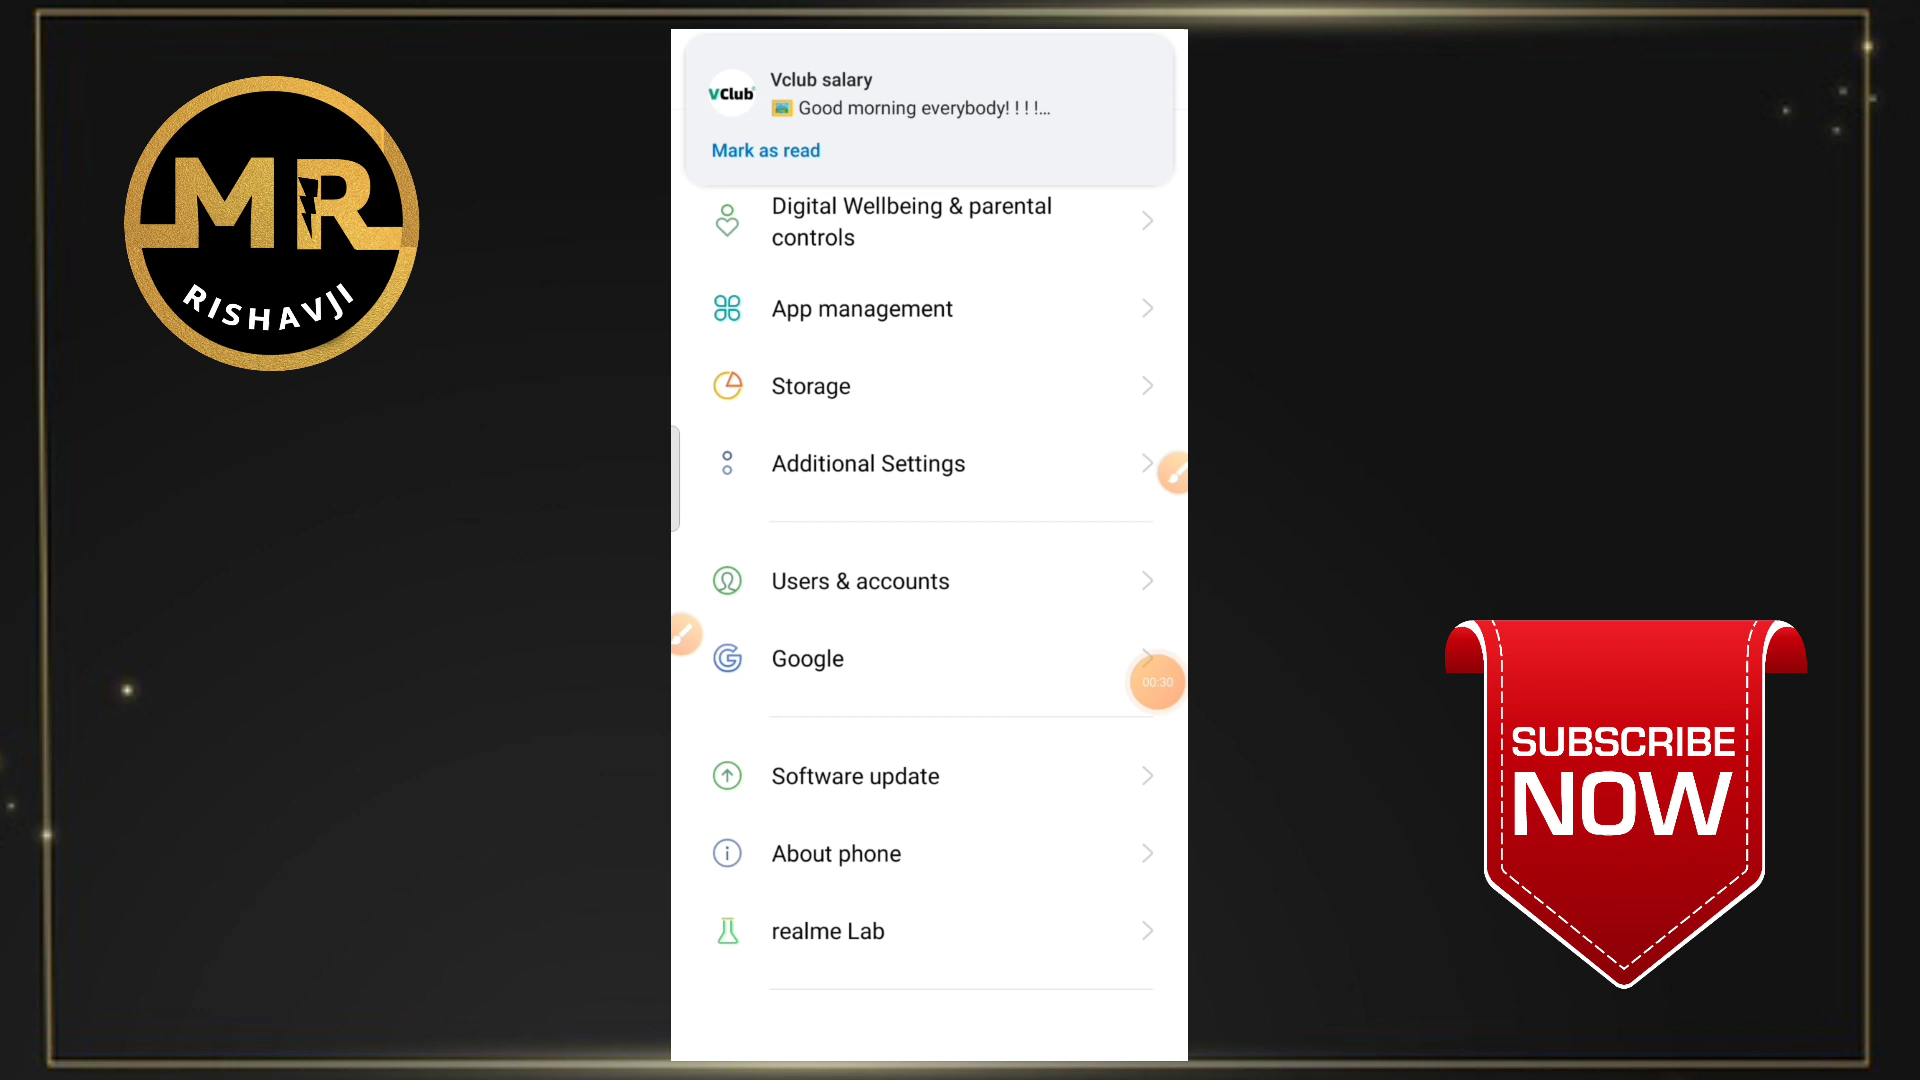 MR
RISHAVJI
VClub
Vclub salary
Good morning everybody! ! ! !...
Mark as read
Digital Wellbeing & parental
controls
App management
Storage
Additional Settings
Users & accounts
Google
00:30
Software update
About phone
realme Lab
SUBSCRIBE
NOW